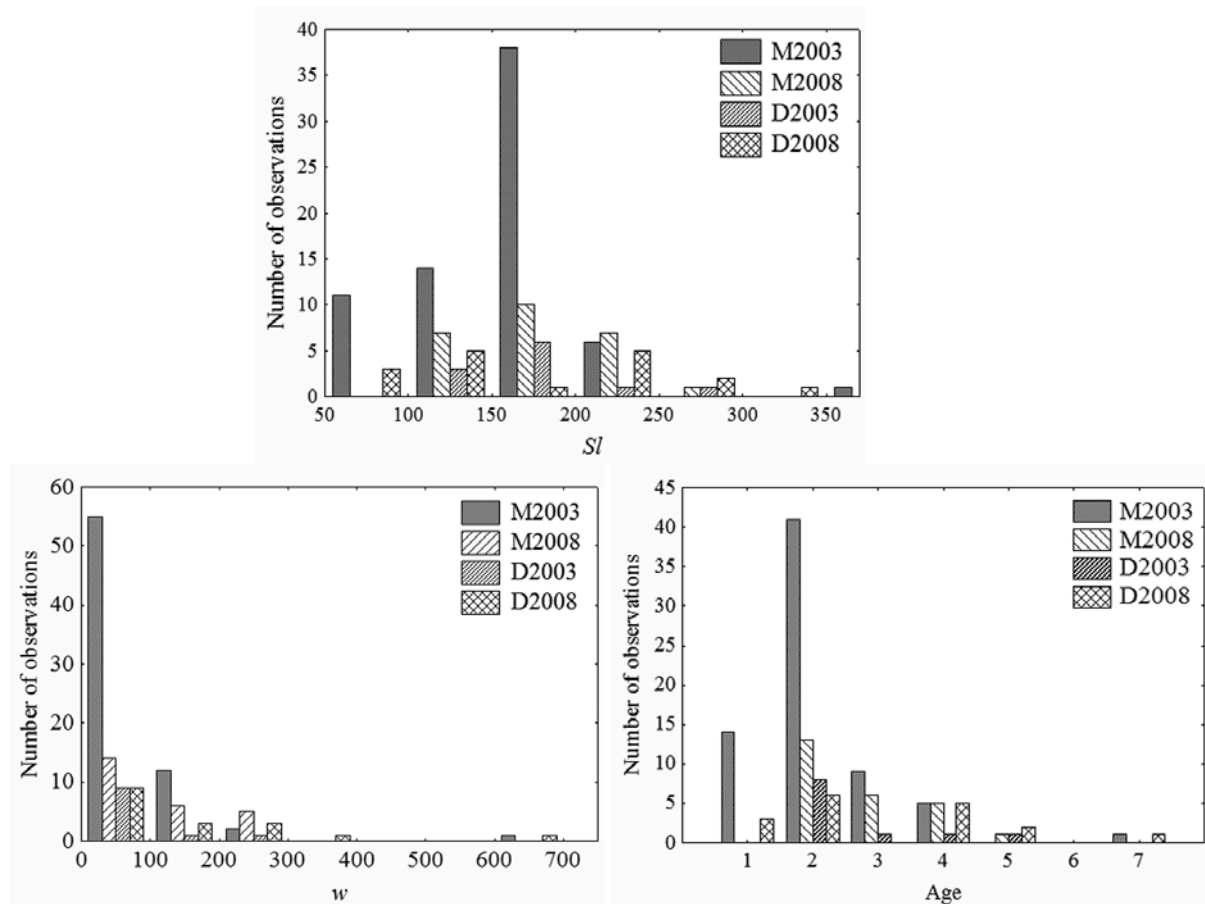 40
35
30
25
20
15
10
5
0
Number of observations
M2003
M2008
D2003
D2008
50 100 150 200 250 300 350
Sl
60
50
40
30
20
10
0
Number of observations
M2003
M2008
D2003
D2008
0 100 200 300 400 500 600 700
w
45
40
35
30
25
20
15
10
5
0
Number of observations
M2003
M2008
D2003
D2008
1 2 3 4 5 6 7
Age